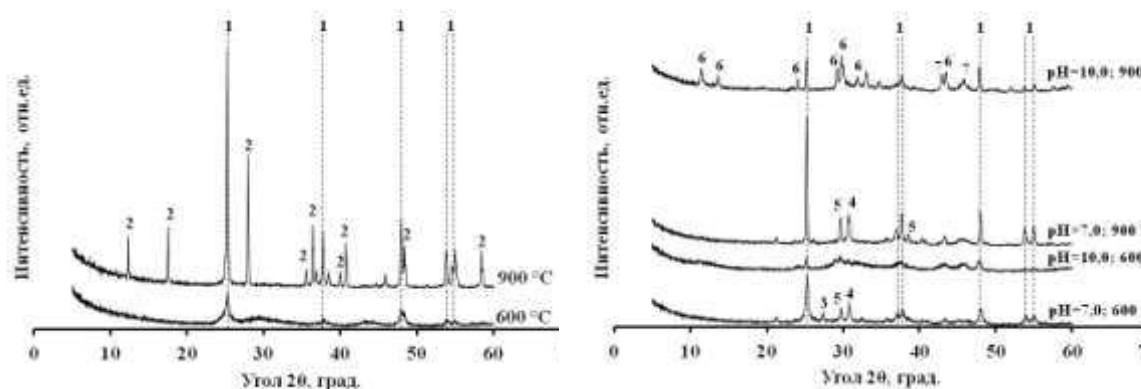 1 1 1 1
2 2 2 2 2 2 2 2
900 °C
600 °C
Интенсивность, отн.ед.
0 10 20 30 40 50 60
Угол 2θ, град.
1 1 1 1
6 6 6 6 6 6 6
pH=10,0; 900
5 4 5
pH=7,0; 900
pH=10,0; 600
3 5 4
pH=7,0; 600
Интенсивность, отн.ед.
0 10 20 30 40 50 60
Угол 2θ, град.